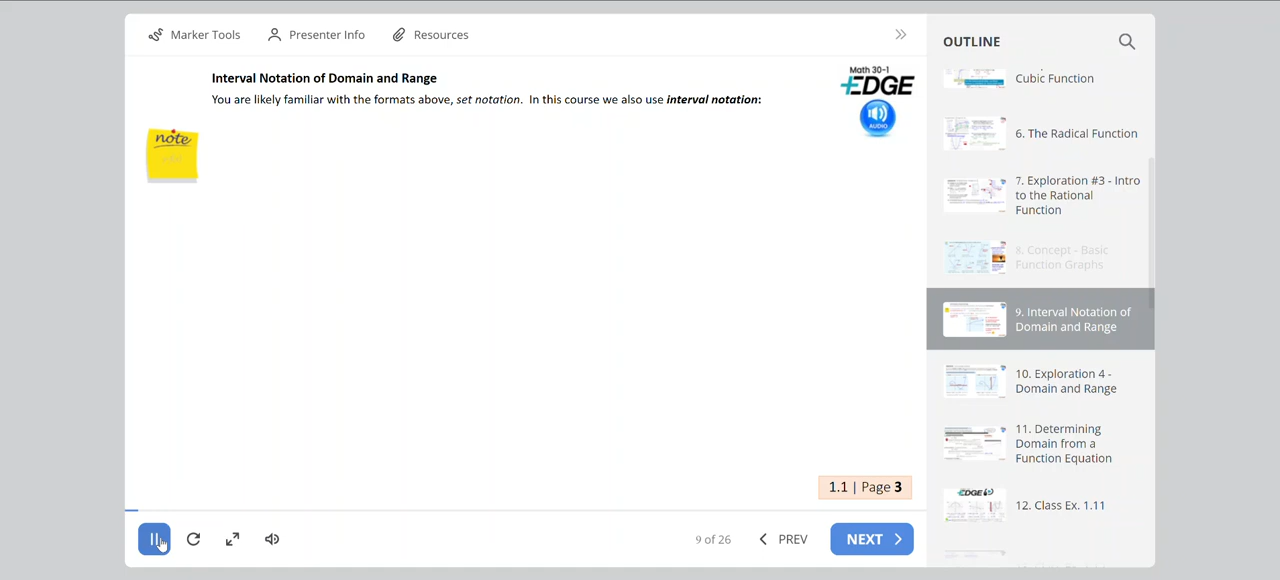 Marker Tools
Presenter Info
Resources
Interval Notation of Domain and Range
You are likely familiar with the formats above, set notation. In this course we also use interval notation:
Math 30-1
EDGE
AUDIO
note
1.1 | Page 3
9 of 26
PREV
NEXT
OUTLINE
Cubic Function
6. The Radical Function
7. Exploration #3 - Intro
to the Rational
Function
8. Concept - Basic
Function Graphs
9. Interval Notation of
Domain and Range
10. Exploration 4 -
Domain and Range
11. Determining
Domain from a
Function Equation
EDGE
12. Class Ex. 1.11